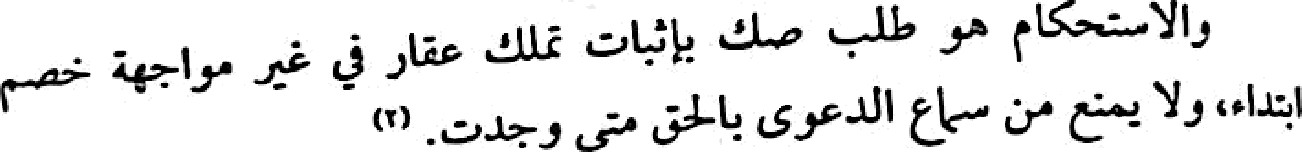 والاستحكام هو طلب صك بإثبات تملك عقار في غير مواجهة خصم
ابتداء، ولا يمنع من سماع الدعوى بالحق متى وجدت. (٢)